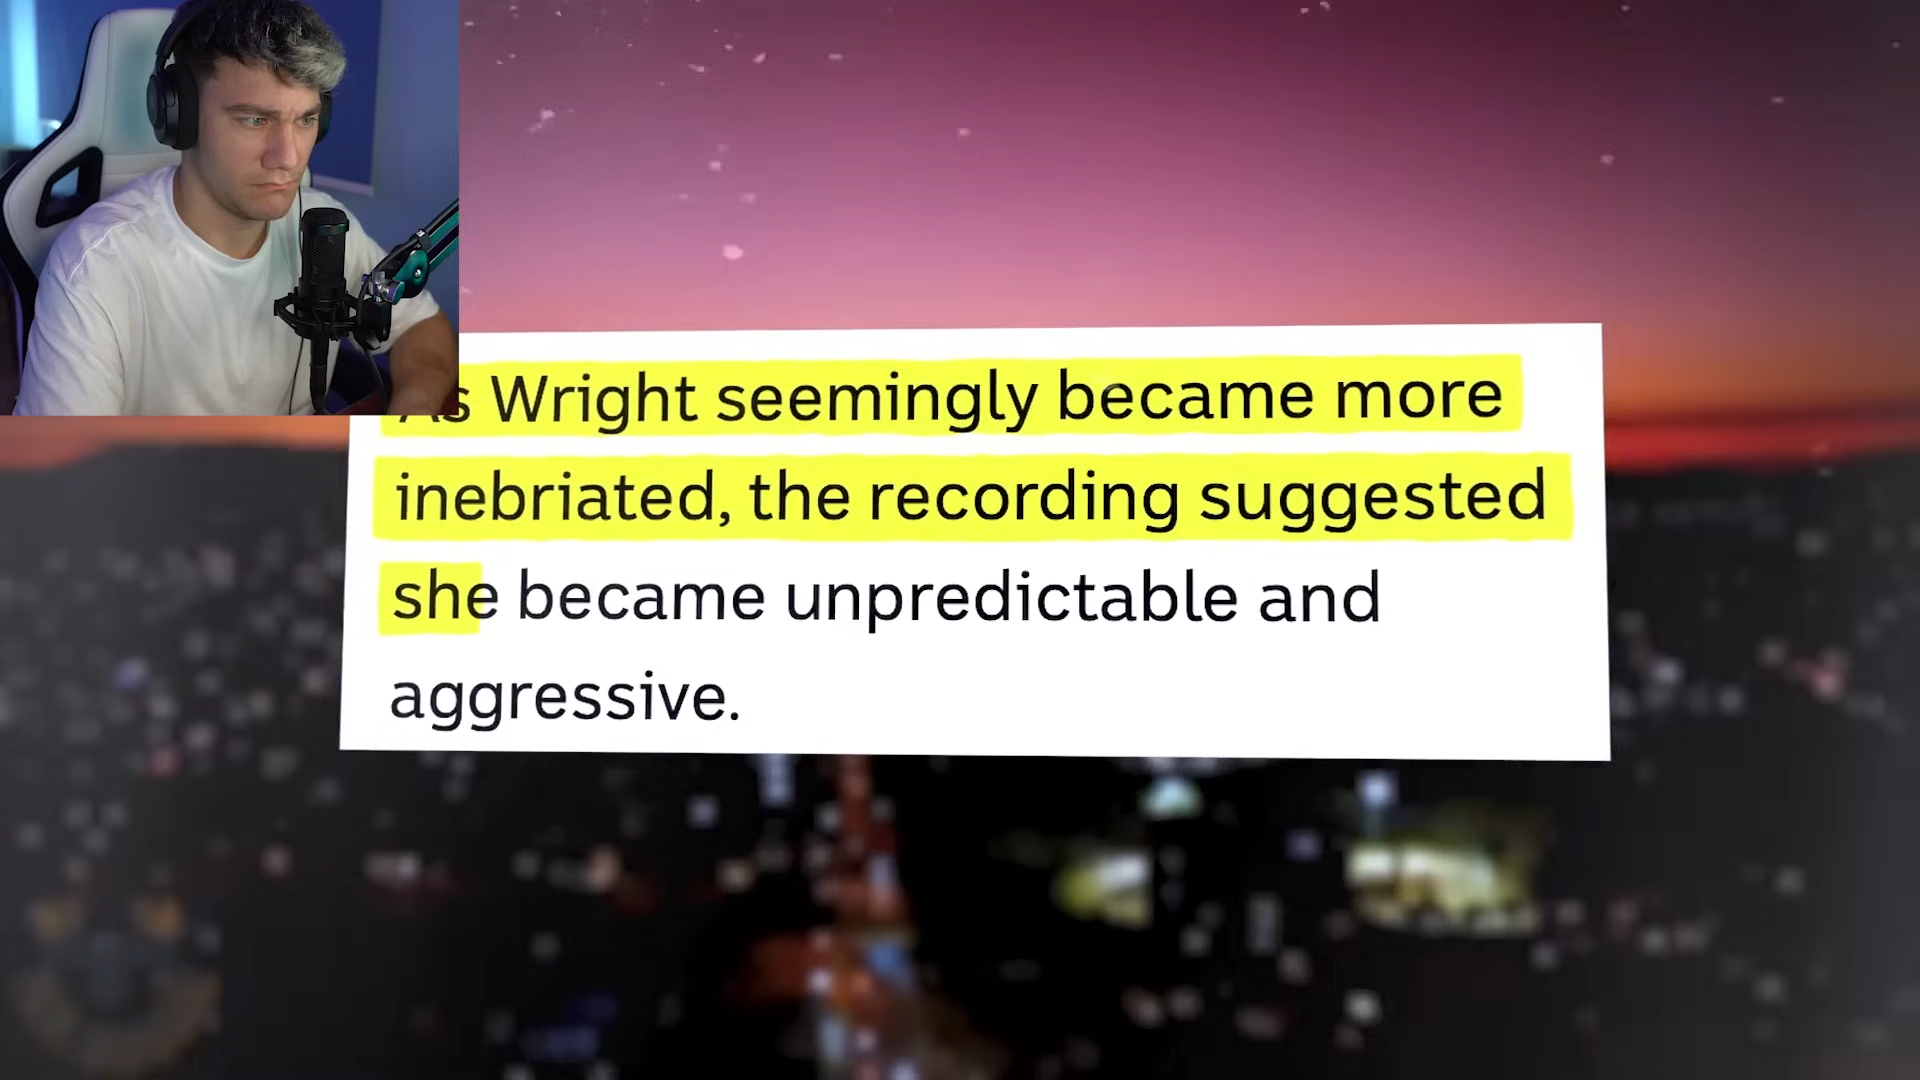 As Wright seemingly became more
inebriated, the recording suggested
she became unpredictable and
aggressive.